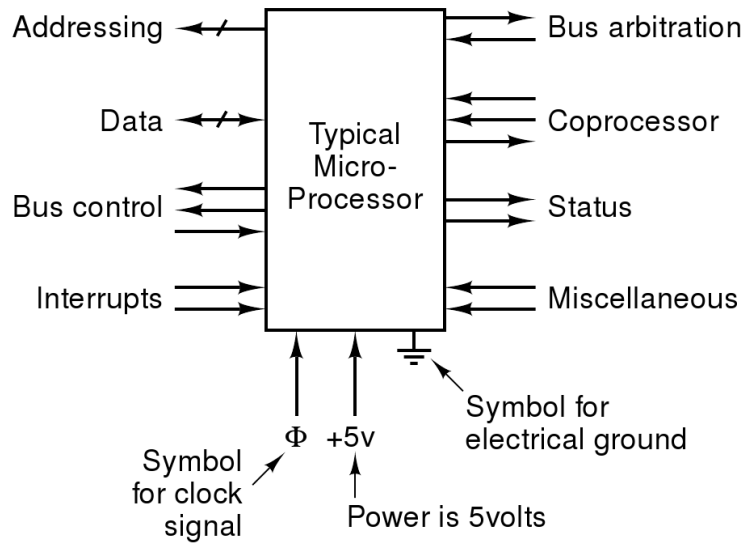 Addressing
Data
Bus control
Interrupts
Typical
Micro-
Processor
Bus arbitration
Coprocessor
Status
Miscellaneous
Φ
+5v
Symbol
for clock
signal
Power is 5volts
Symbol for
electrical ground